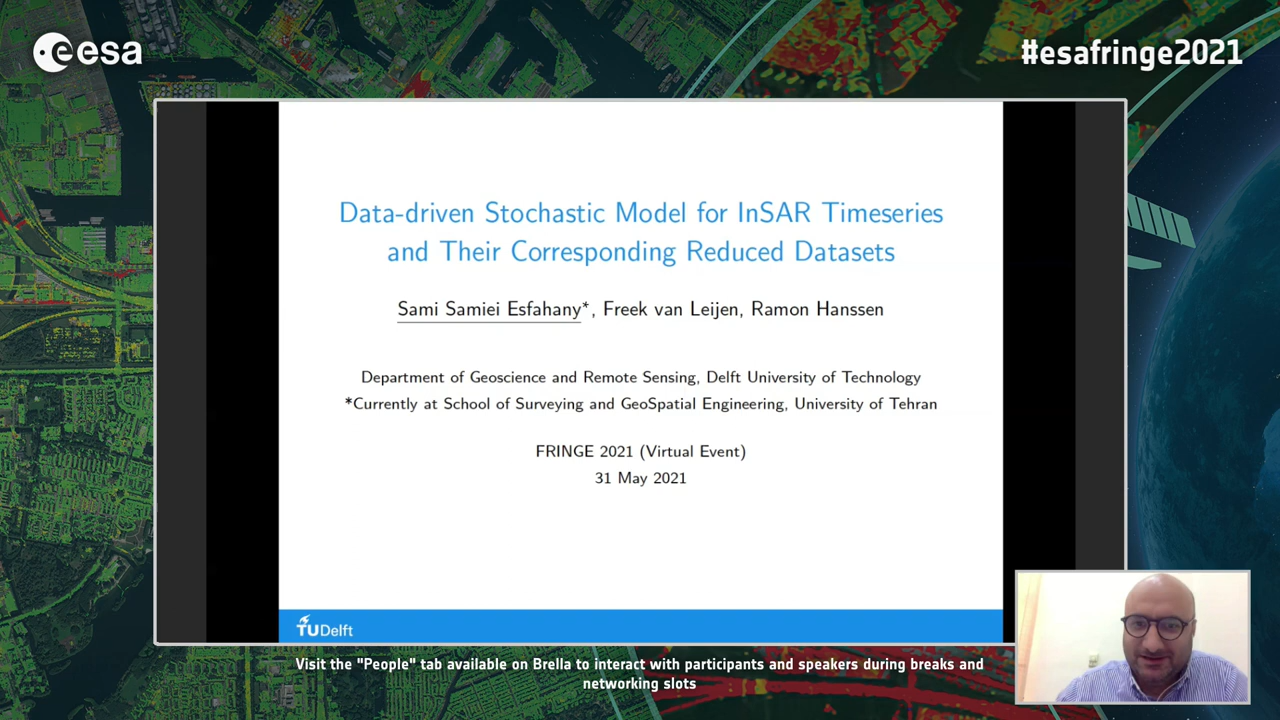 esa
#esafringe2021
Data-driven Stochastic Model for InSAR Timeseries
and Their Corresponding Reduced Datasets
Sami Samiei Esfahany*, Freek van Leijen, Ramon Hanssen
Department of Geoscience and Remote Sensing, Delft University of Technology
*Currently at School of Surveying and GeoSpatial Engineering, University of Tehran
FRINGE 2021 (Virtual Event)
31 May 2021
TUDelft
Visit the "People" tab available on Brella to interact with participants and speakers during breaks and
networking slots